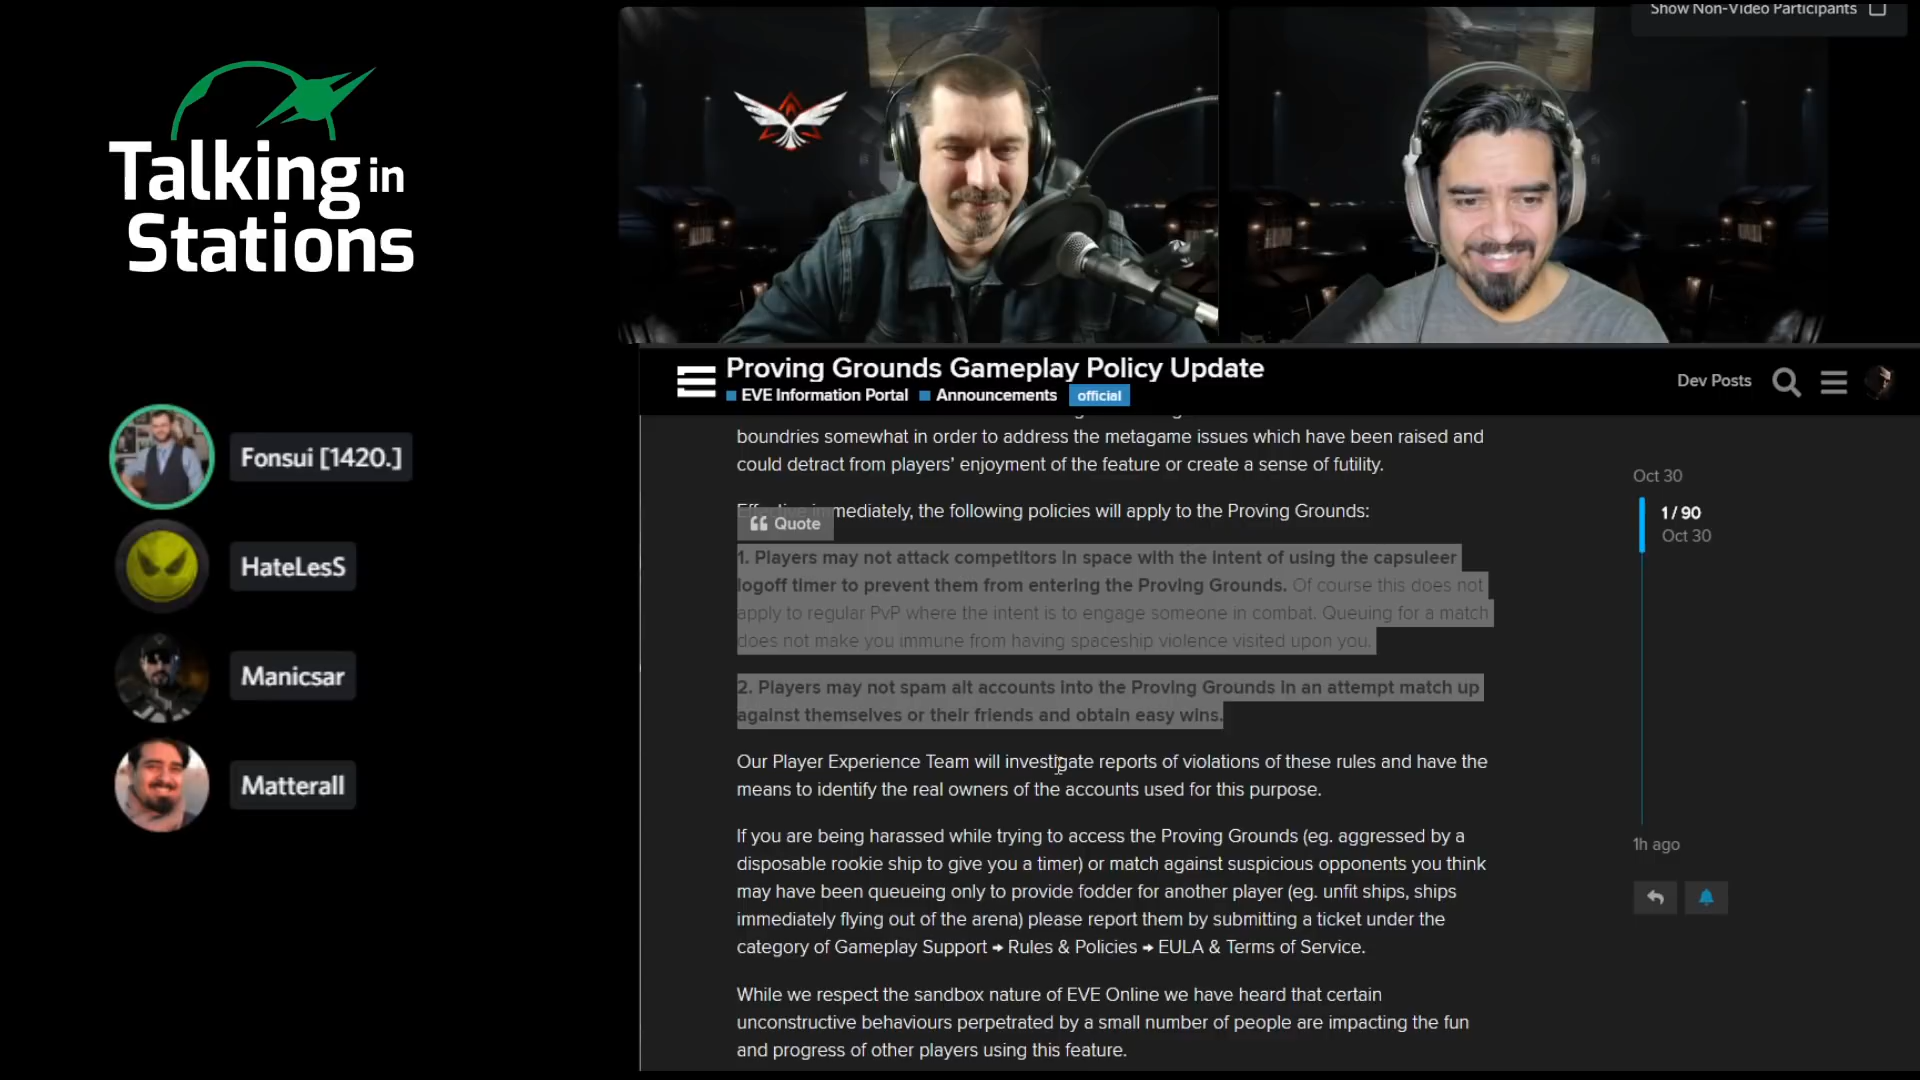 Show Non-Video Participants
Talking in
Stations
Fonsui [1420.]
HateLesS
Manicsar
Matterall
Proving Grounds Gameplay Policy Update
EVE Information Portal Announcements official
Dev Posts
boundries somewhat in order to address the metagame issues which have been raised and
could detract from players' enjoyment of the feature or create a sense of futility.
Effective immediately, the following policies will apply to the Proving Grounds:
Quote
1. Players may not attack competitors in space with the intent of using the capsuleer
logoff timer to prevent them from entering the Proving Grounds. Of course this does not
apply to regular PvP where the intent is to engage someone in combat. Queuing for a match
does not make you immune from having spaceship violence visited upon you.
2. Players may not spam alt accounts into the Proving Grounds in an attempt match up
against themselves or their friends and obtain easy wins.
Our Player Experience Team will investigate reports of violations of these rules and have the
means to identify the real owners of the accounts used for this purpose.
If you are being harassed while trying to access the Proving Grounds (eg. aggressed by a
disposable rookie ship to give you a timer) or match against suspicious opponents you think
may have been queueing only to provide fodder for another player (eg. unfit ships, ships
immediately flying out of the arena) please report them by submitting a ticket under the
category of Gameplay Support → Rules & Policies → EULA & Terms of Service.
While we respect the sandbox nature of EVE Online we have heard that certain
unconstructive behaviours perpetrated by a small number of people are impacting the fun
and progress of other players using this feature.
Oct 30
1 / 90
Oct 30
1h ago